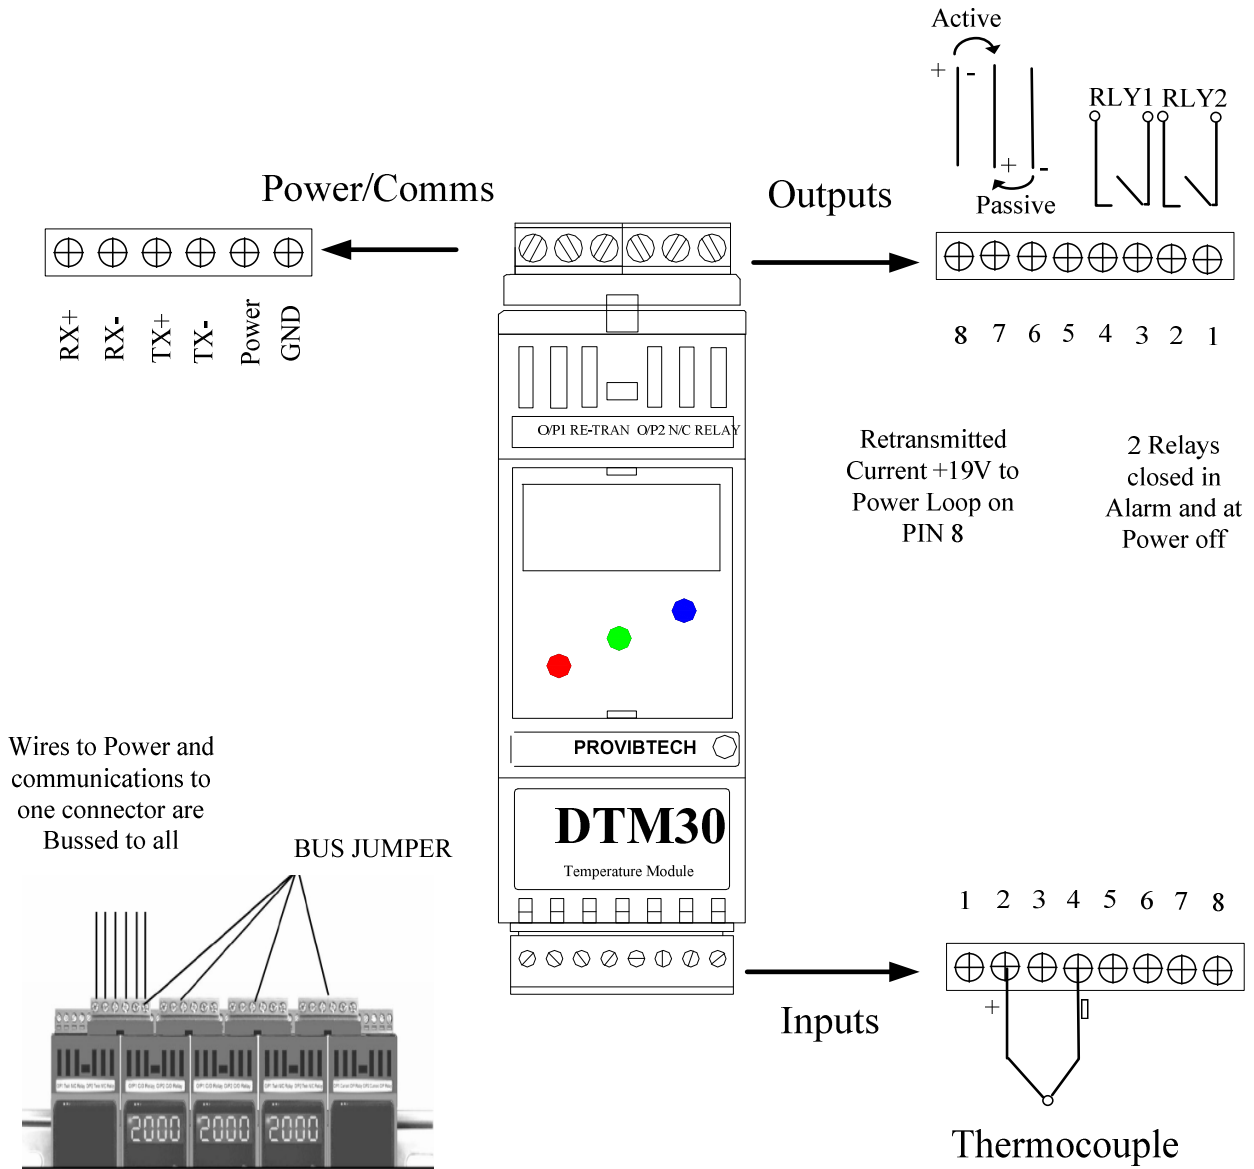 Active
+ -
+ -
Passive
RLY1 RLY2
Power/Comms
Outputs
RX+
RX-
TX+
TX-
Power
GND
8 7 6 5 4 3 2 1
O/P1 RE-TRAN O/P2 N/C RELAY
Retransmitted
Current +19V to
Power Loop on
PIN 8
2 Relays
closed in
Alarm and at
Power off
PROVIBTECH
DTM30
Temperature Module
Wires to Power and
communications to
one connector are
Bussed to all
BUS JUMPER
2000 2000 2000
1 2 3 4 5 6 7 8
+
Inputs
Thermocouple